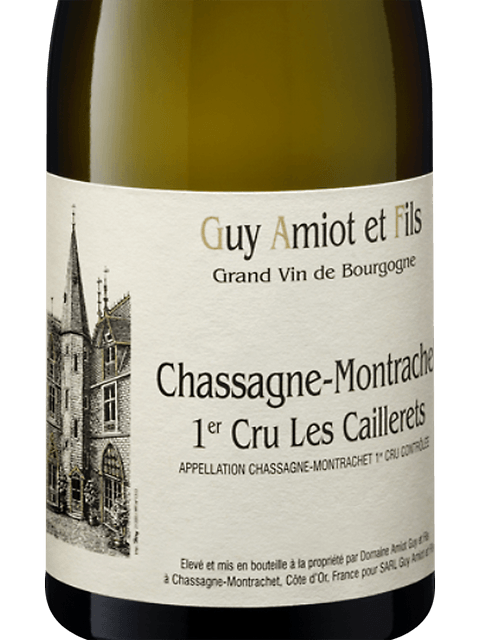 Guy Amiot et Fils
Grand Vin de Bourgogne
Chassagne-Montrache
1er Cru Les Caillerets
APPELLATION CHASSAGNE-MONTRACHET 1er CRU CONTRÔLÉE
Elevé et mis en bouteille à la propriété par Domaine Amiot Guy et Fils
à Chassagne-Montrachet, Côte d'Or, France pour SARL Guy Amiot et Fils